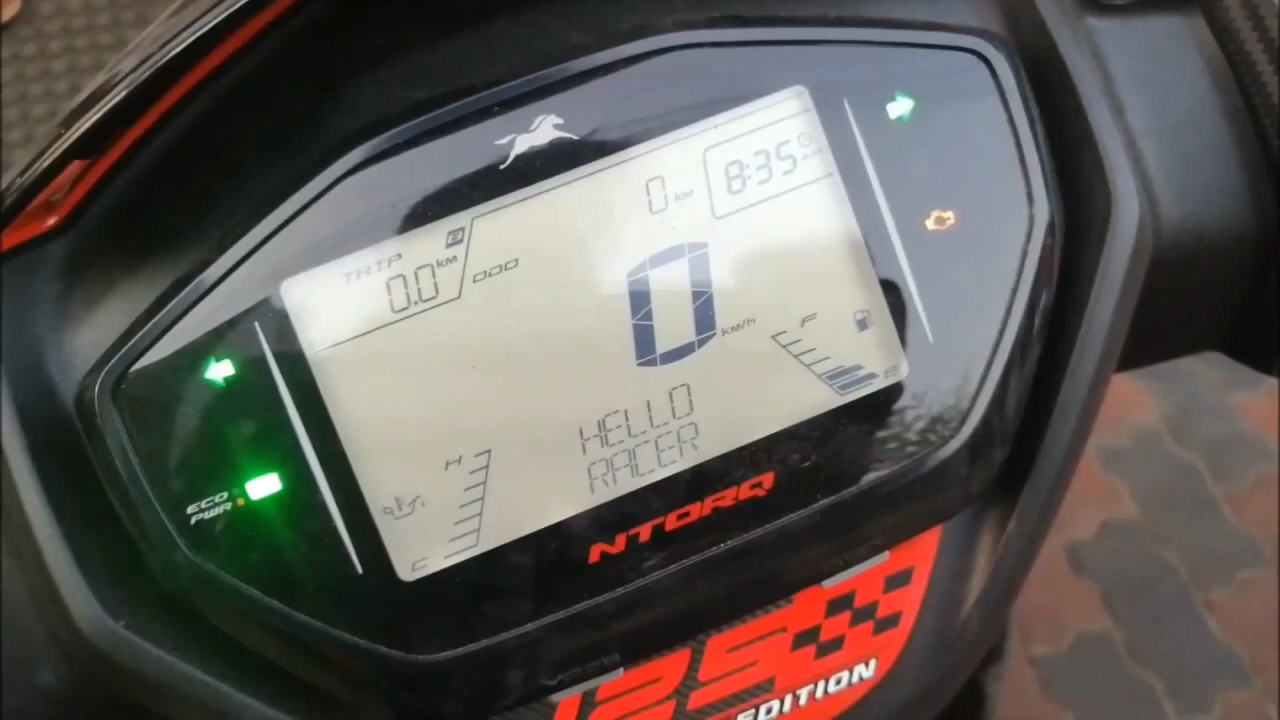 0 km
8:35
TRIP
0.0 km
0 km/h
F
E
HELLO
RACER
H
C
ECO
PWR
NTORQ
125
EDITION